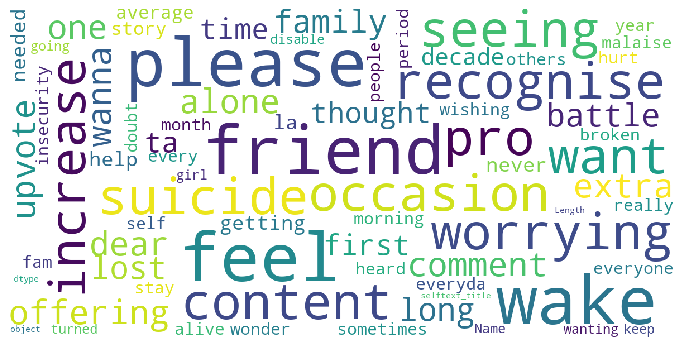 needed
one
average
story
going
disable
time
family
people
period
seeing
decade
others
year
malaise
hurt
please
recognise
insecurity
increase
wanna
alone
doubt
thought
wishing
battle
upvote
help
month
every
ta
la
girl
friend
pro
never
broken
want
extra
really
suicide
occasion
dear
self
getting
morning
Length
worrying
lost
fam
stay
feel
first
heard
comment
everyone
everyda
dtype
selftext_title
offering
content
long
wake
object
turned
alive
wonder
sometimes
Name
wanting
keep